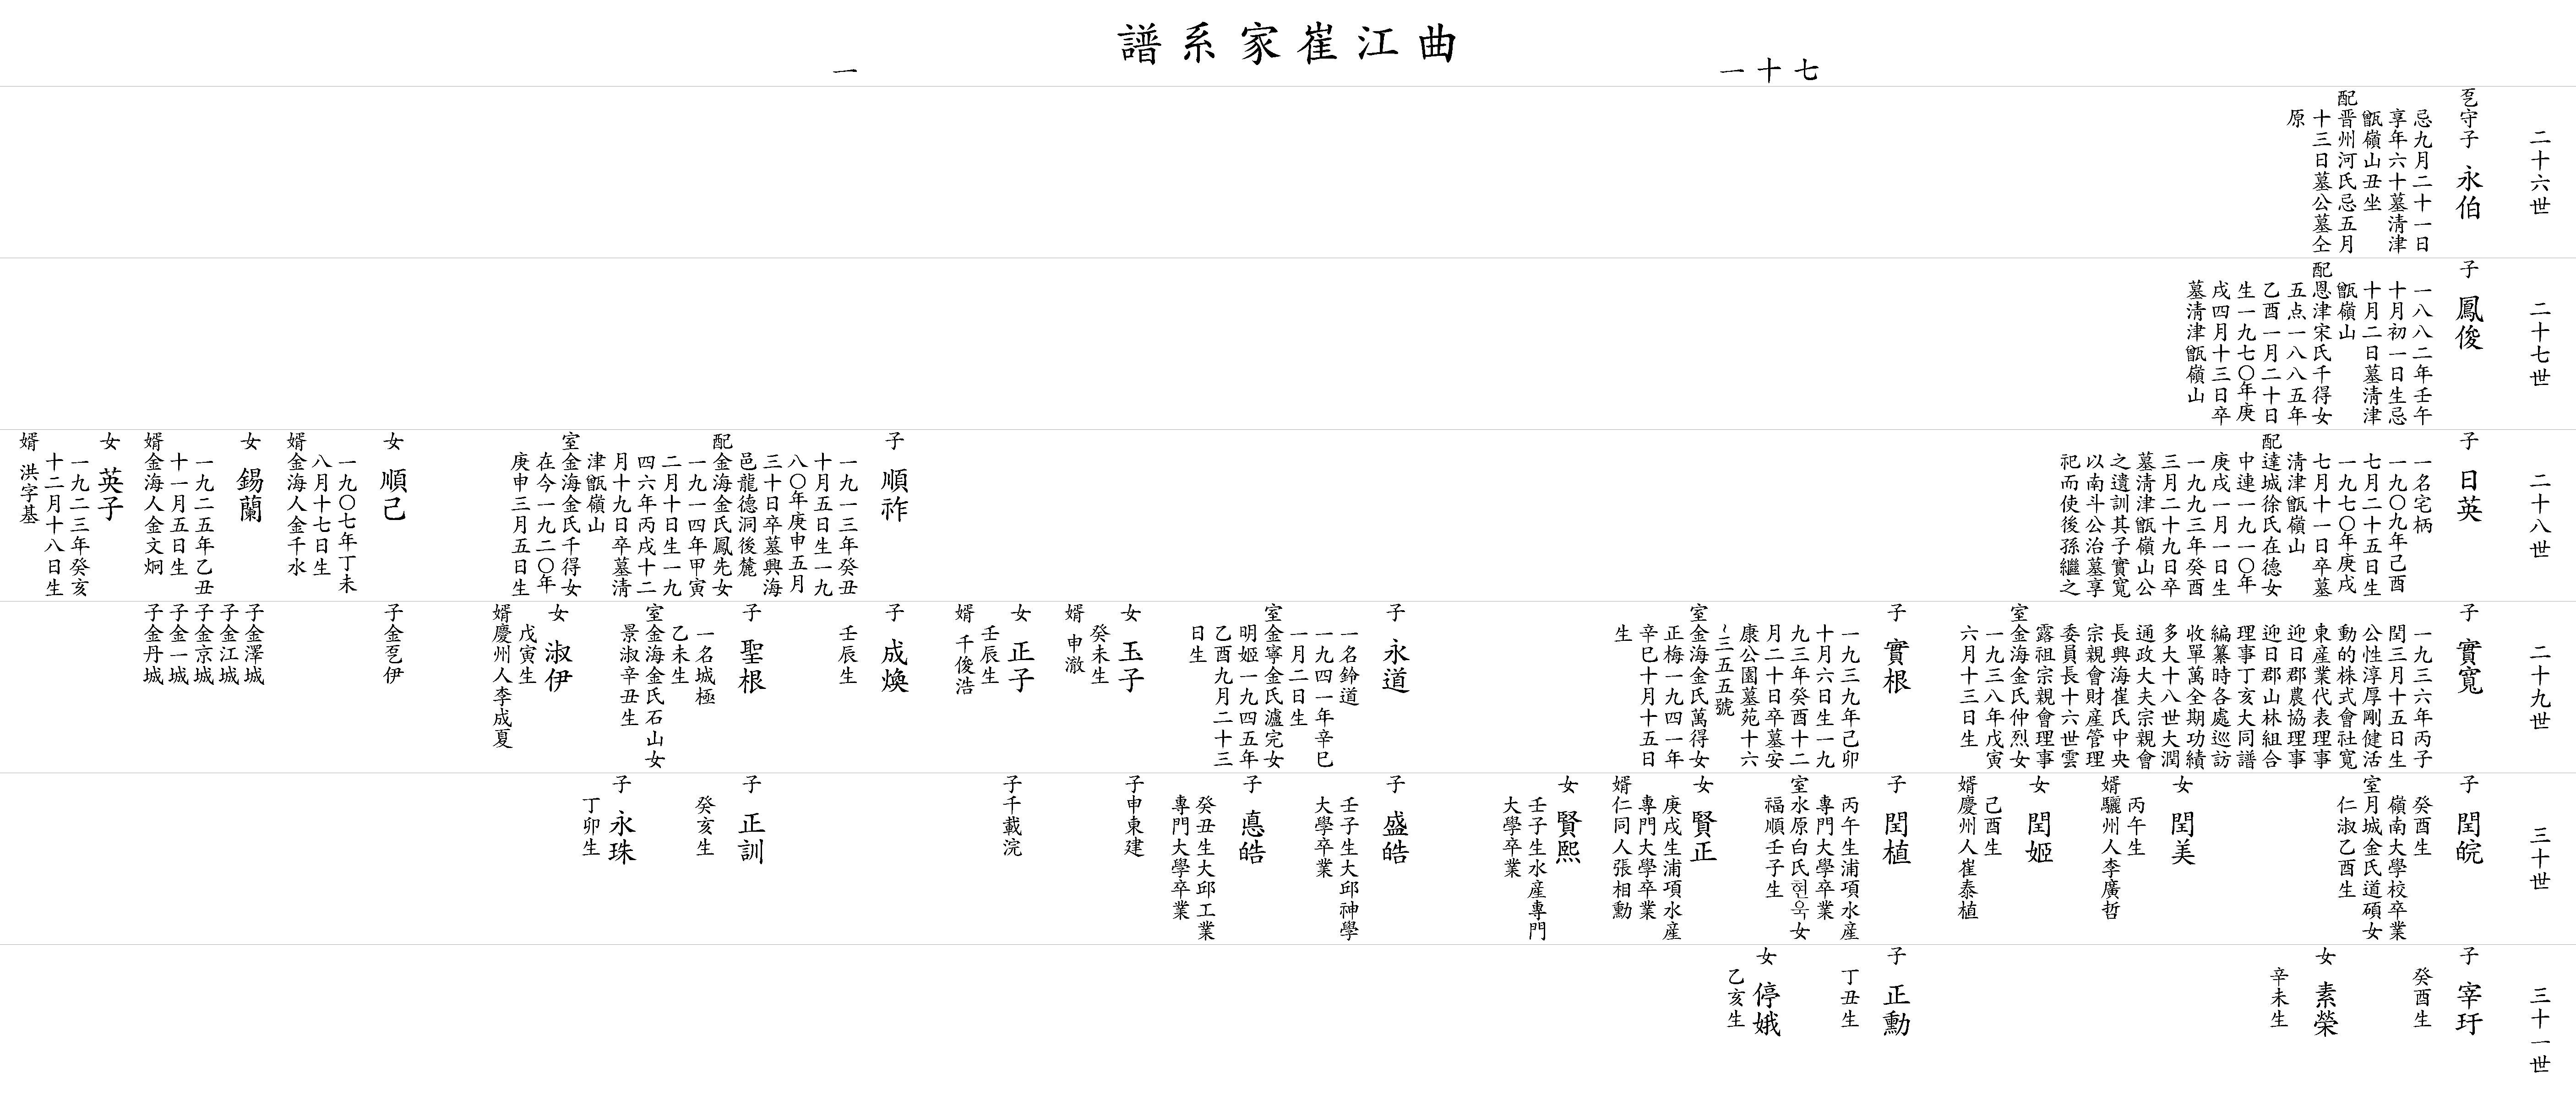 曲江崔家系譜
七十一
一
二十六世
乭守子 永伯
忌九月二十一日
享年六十墓清津
甑嶺山丑坐
配晋州河氏忌五月
十三日墓公墓仝
原
二十七世
子 鳳俊
一八八二年壬午
十月初一日生忌
十月二日墓清津
甑嶺山
配恩津宋氏千得女
五点一八八五年
乙酉一月二十日
生一九七〇年庚
戌四月十三日卒
墓清津甑嶺山
二十八世
子 日英
一名宅柄
一九〇九年己酉
七月二十五日生
一九七〇年庚戌
七月十一日卒墓
清津甑嶺山
配達城徐氏在德女
中連一九一〇年
庚戌一月一日生
一九九三年癸酉
三月二十九日卒
墓清津甑嶺山公
之遺訓其子實寬
以南斗公治墓享
祀而使後孫繼之
子 順祚
一九一三年癸丑
十月五日生一九
八〇年庚申五月
三十日卒墓興海
邑龍德洞後麓
配金海金氏鳳先女
一九一四年甲寅
二月十日生一九
四六年丙戌十二
月十九日卒墓清
津甑嶺山
室金海金氏千得女
在今一九二〇年
庚申三月五日生
女 順己
一九〇七年丁未
八月十七日生
婿金海人金千水
女 錫蘭
一九二五年乙丑
十一月五日生
婿金海人金文炯
女 英子
一九二三年癸亥
十二月十八日生
婿 洪字基
二十九世
子 實寬
一九三六年丙子
閏三月十五日生
公性淳厚剛健活
動的株式會社寬
東産業代表理事
迎日郡農協理事
迎日郡山林組合
理事丁亥大同譜
編纂時各處巡訪
收單萬全期功績
多大十八世大潤
通政大夫宗親會
長興海崔氏中央
宗親會財産管理
委員長十六世雲
露祖宗親會理事
室金海金氏仲烈女
一九三八年戊寅
六月十三日生
子 實根
一九三九年己卯
十月六日生一九
九三年癸酉十二
月二十日卒墓安
康公園墓苑十六
~三五五號
室金海金氏萬得女
正梅一九四一年
辛巳十月十五日
生
子 永道
一名鈴道
一九四一年辛巳
一月二日生
室金寧金氏瀘完女
明姬一九四五年
乙酉九月二十三
日生
女 玉子
癸未生
婿 申澈
女 正子
壬辰生
婿 千俊浩
子 成煥
壬辰生
子 聖根
一名城極
乙未生
室金海金氏石山女
景淑辛丑生
女 淑伊
戊寅生
婿慶州人李成夏
子金乭伊
子金澤城
子金江城
子金京城
子金一城
子金丹城
三十世
子 閏皖
癸酉生
嶺南大學校卒業
室月城金氏道碩女
仁淑乙酉生
女 閏美
丙午生
婿驪州人李廣哲
女 閏姬
己酉生
婿慶州人崔泰植
子 閏植
丙午生浦項水産
專門大學卒業
室水原白氏현욱女
福順壬子生
女 賢正
庚戌生浦項水産
專門大學卒業
婿仁同人張相勳
女 賢熙
壬子生水産專門
大學卒業
子 盛皓
壬子生大邱神學
大學卒業
子 悳皓
癸丑生大邱工業
專門大學卒業
子申東建
子千載浣
子 正訓
癸亥生
子 永珠
丁卯生
三十一世
子 宰玗
癸酉生
女 素榮
辛未生
子 正勳
丁丑生
女 停娥
乙亥生